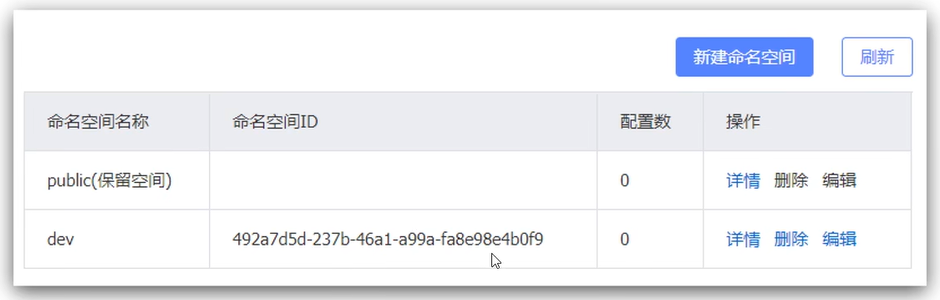 新建命名空间 刷新
命名空间名称 命名空间ID 配置数 操作
public(保留空间) 0 详情 删除 编辑
dev 492a7d5d-237b-46a1-a99a-fa8e98e4b0f9 0 详情 删除 编辑